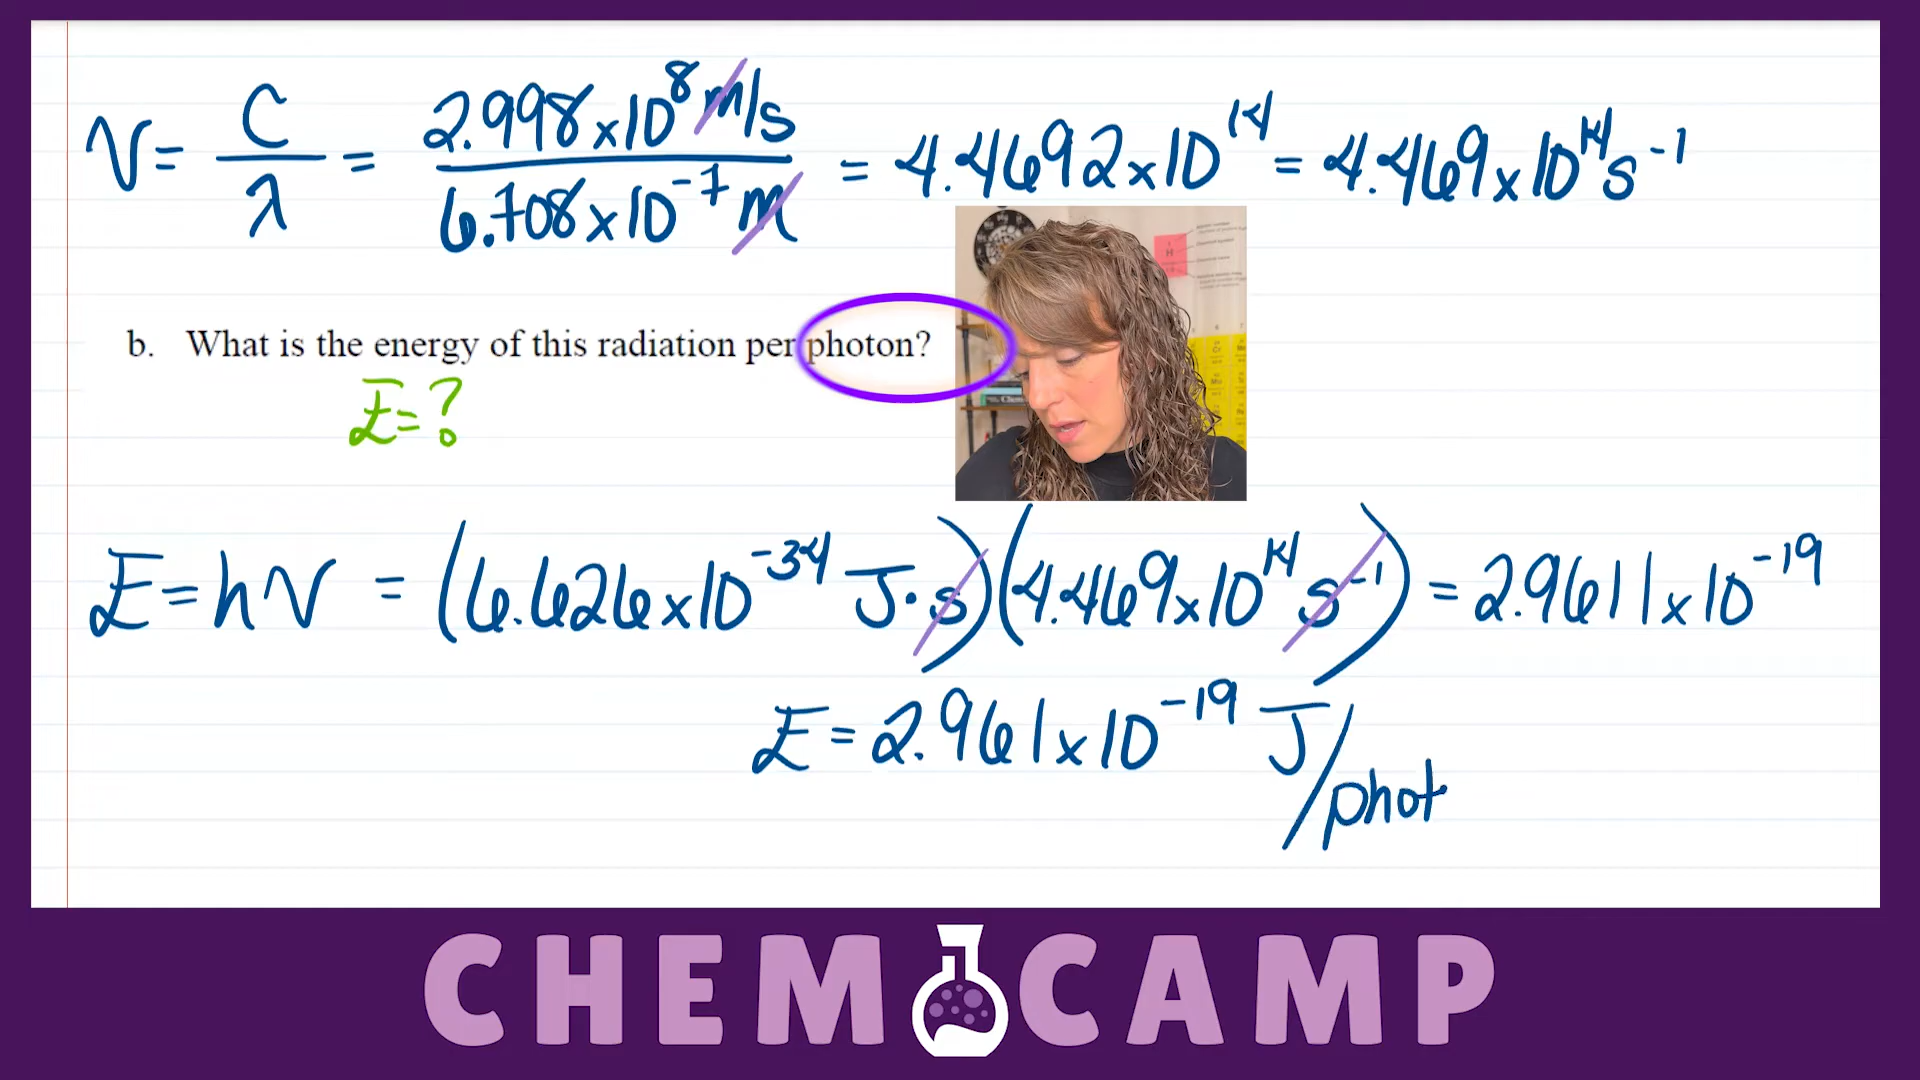 ν = c/λ = 2.998×10⁸ m/s / 6.708×10⁻⁷ m = 4.4692×10¹⁴ = 4.469×10¹⁴ s⁻¹
b. What is the energy of this radiation per photon?
E=?
E=hν = (6.626×10⁻³⁴ J·s)(4.469×10¹⁴ s⁻¹) = 2.9611×10⁻¹⁹
E=2.961×10⁻¹⁹ J/phot
CHEM CAMP